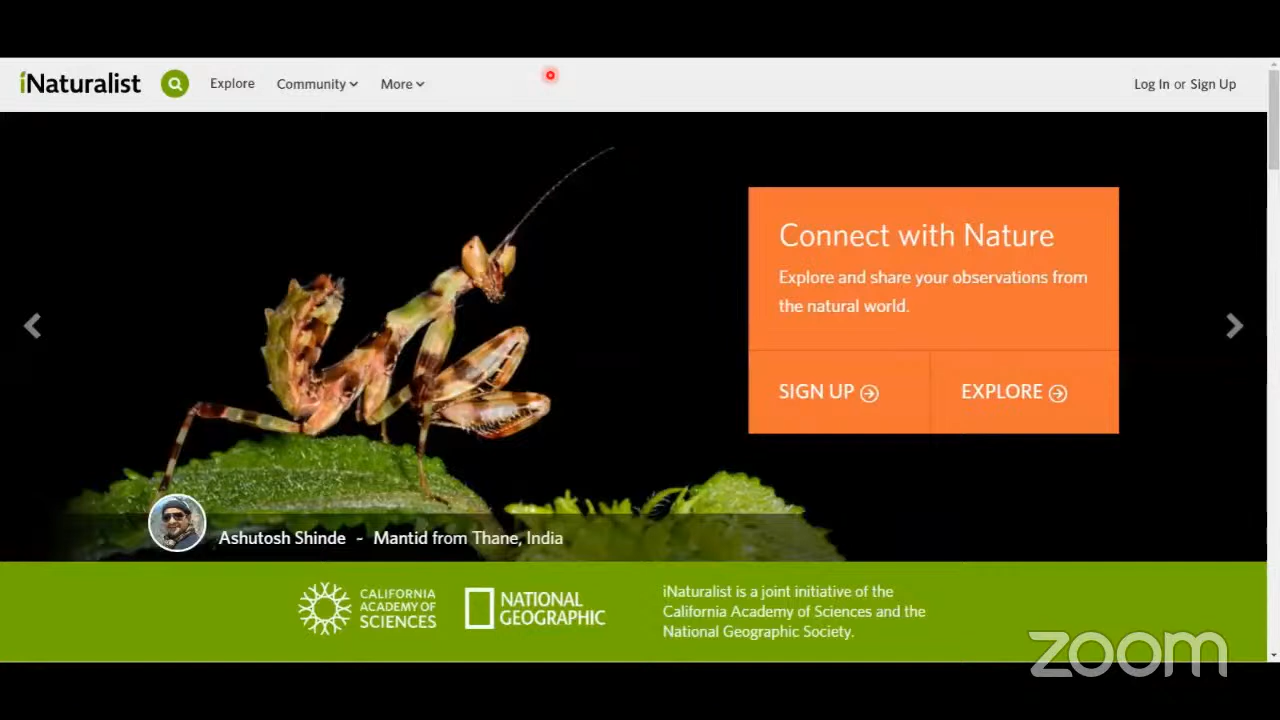 iNaturalist
Explore
Community
More
Log In or Sign Up
Connect with Nature
Explore and share your observations from
the natural world.
SIGN UP
EXPLORE
Ashutosh Shinde - Mantid from Thane, India
CALIFORNIA
ACADEMY OF
SCIENCES
NATIONAL
GEOGRAPHIC
iNaturalist is a joint initiative of the
California Academy of Sciences and the
National Geographic Society.
zoom